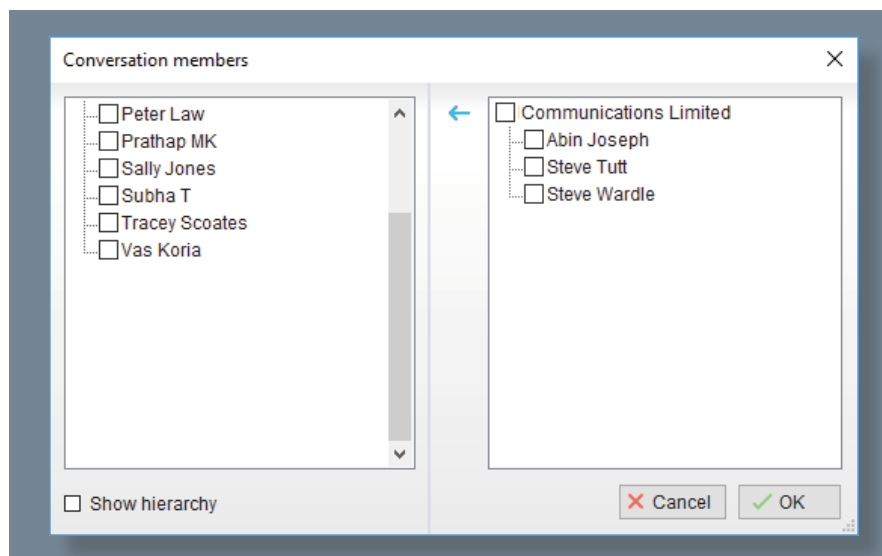 Conversation members
Peter Law
Prathap MK
Sally Jones
Subha T
Tracey Scoates
Vas Koria
Communications Limited
Abin Joseph
Steve Tutt
Steve Wardle
Show hierarchy
Cancel
OK